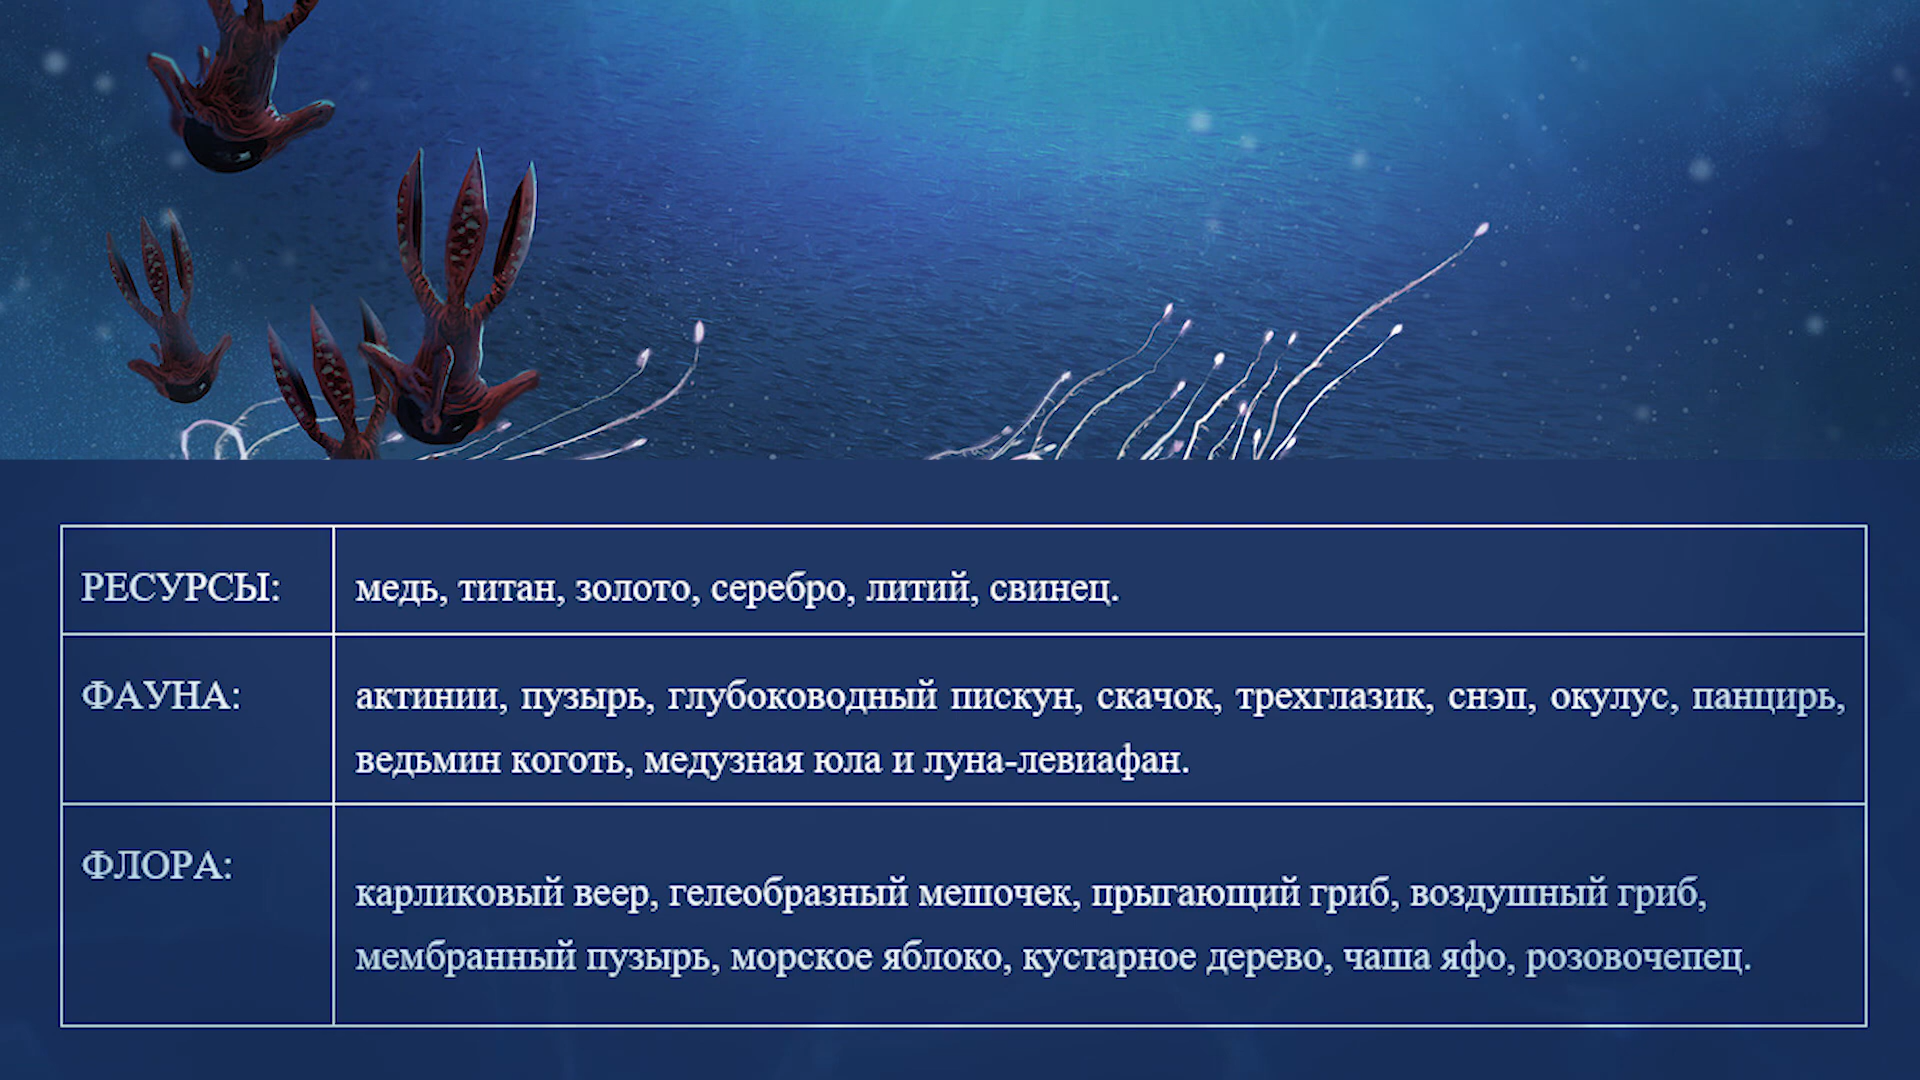 РЕСУРСЫ:
медь, титан, золото, серебро, литий, свинец.
ФАУНА:
актинии, пузырь, глубоководный пискун, скачок, трехглазик, снэп, окулус, панцирь,
ведьмин коготь, медузная юла и луна-левиафан.
ФЛОРА:
карликовый веер, гелеобразный мешочек, прыгающий гриб, воздушный гриб,
мембранный пузырь, морское яблоко, кустарное дерево, чаша яфо, розовочепец.